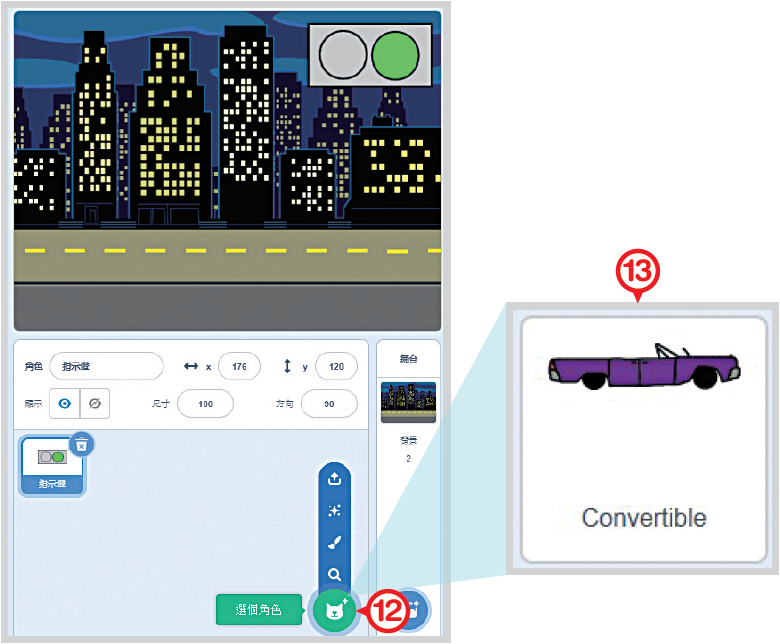 13
角色 指示燈 x 176 y 120
舞台
顯示 尺寸 100 方向 90
背景
2
指示燈
選個角色
12
Convertible